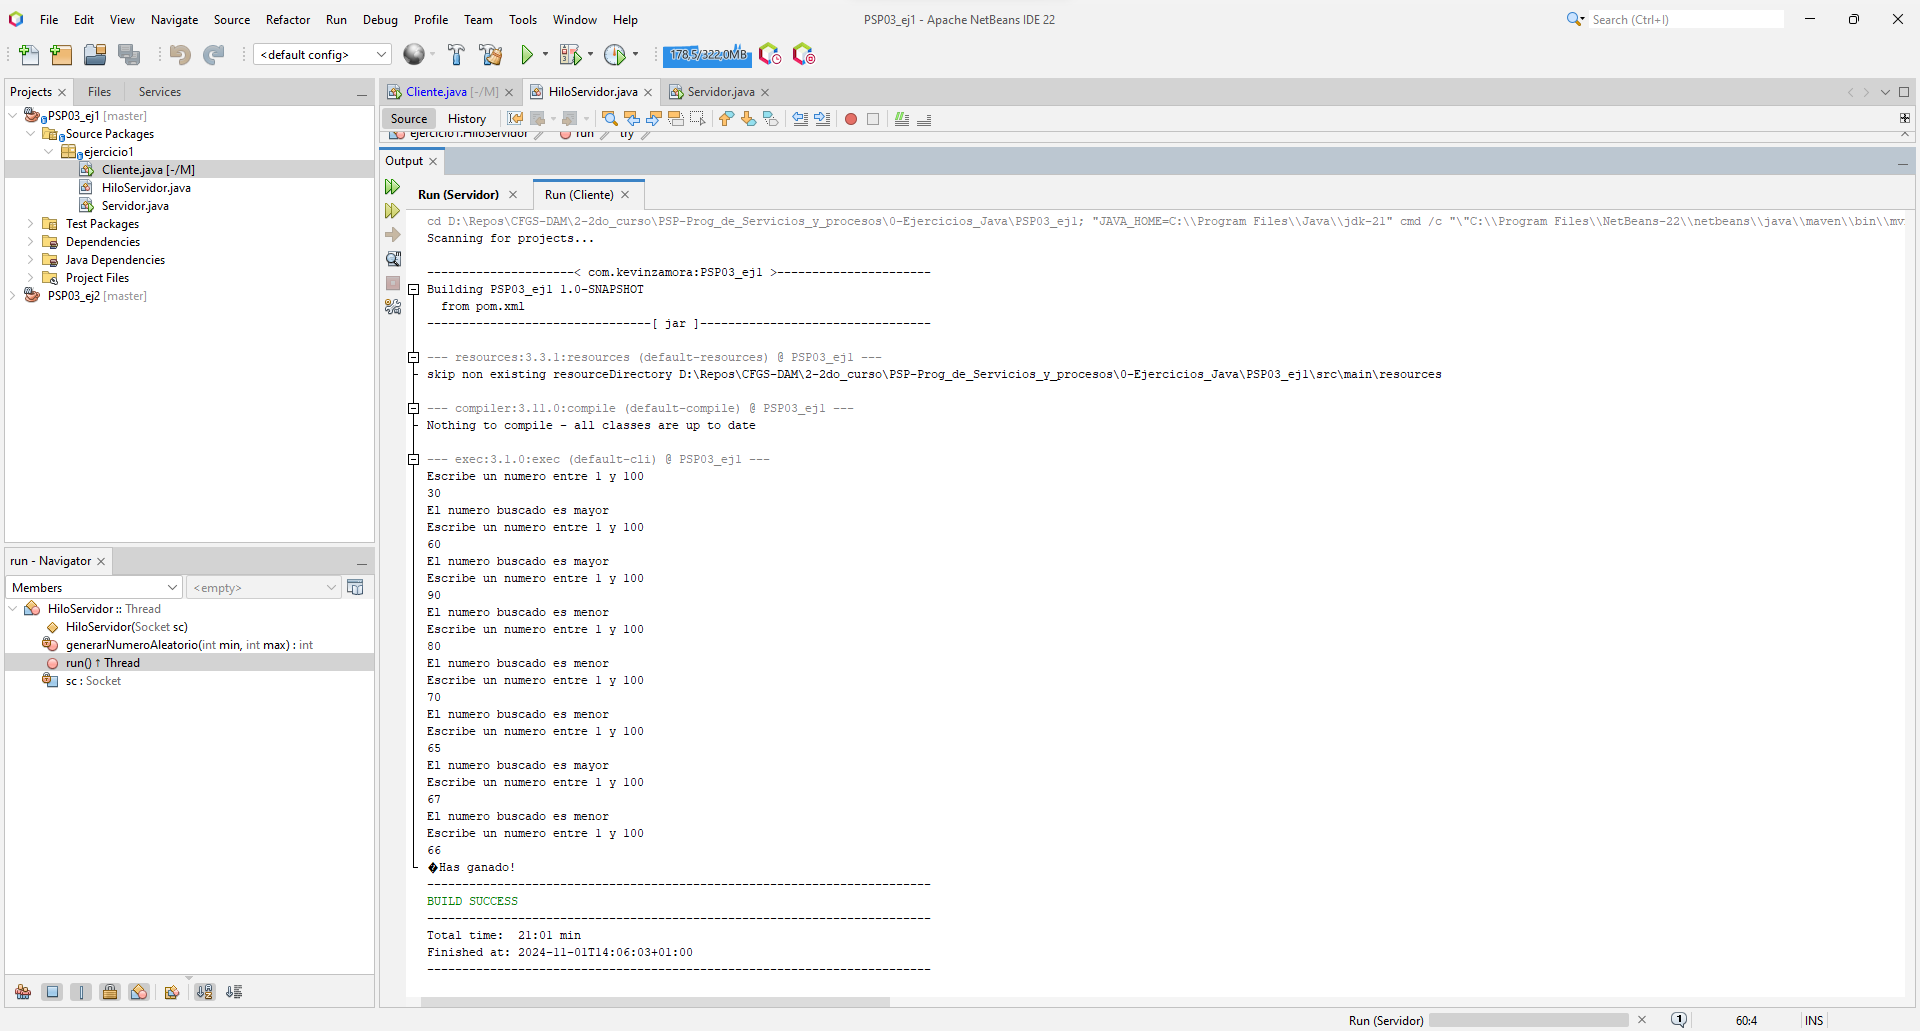 File Edit View Navigate Source Refactor Run Debug Profile Team Tools Window Help
PSP03_ej1 - Apache NetBeans IDE 22
Search (Ctrl+I)
<default config>
178,5/322,0MB
Projects
Files
Services
PSP03_ej1 [master]
Source Packages
ejercicio1
Cliente.java [-/M]
HiloServidor.java
Servidor.java
Test Packages
Dependencies
Java Dependencies
Project Files
PSP03_ej2 [master]
run - Navigator
Members
<empty>
HiloServidor :: Thread
HiloServidor(Socket sc)
generarNumeroAleatorio(int min, int max) : int
run() ↑ Thread
sc : Socket
Cliente.java [-/M]
HiloServidor.java
Servidor.java
Source
History
ejercicio1.HiloServidor
run
try
Output
Run (Servidor)
Run (Cliente)
cd D:\Repos\CFGS-DAM\2-2do_curso\PSP-Prog_de_Servicios_y_procesos\0-Ejercicios_Java\PSP03_ej1; "JAVA_HOME=C:\\Program Files\\Java\\jdk-21" cmd /c "\"C:\\Program Files\\NetBeans-22\\netbeans\\java\\maven\\bin\\mv
Scanning for projects...
---------------------< com.kevinzamora:PSP03_ej1 >----------------------
Building PSP03_ej1 1.0-SNAPSHOT
from pom.xml
--------------------------------[ jar ]---------------------------------
--- resources:3.3.1:resources (default-resources) @ PSP03_ej1 ---
skip non existing resourceDirectory D:\Repos\CFGS-DAM\2-2do_curso\PSP-Prog_de_Servicios_y_procesos\0-Ejercicios_Java\PSP03_ej1\src\main\resources
--- compiler:3.11.0:compile (default-compile) @ PSP03_ej1 ---
Nothing to compile - all classes are up to date
--- exec:3.1.0:exec (default-cli) @ PSP03_ej1 ---
Escribe un numero entre 1 y 100
30
El numero buscado es mayor
Escribe un numero entre 1 y 100
60
El numero buscado es mayor
Escribe un numero entre 1 y 100
90
El numero buscado es menor
Escribe un numero entre 1 y 100
80
El numero buscado es menor
Escribe un numero entre 1 y 100
70
El numero buscado es menor
Escribe un numero entre 1 y 100
65
El numero buscado es mayor
Escribe un numero entre 1 y 100
67
El numero buscado es menor
Escribe un numero entre 1 y 100
66
�Has ganado!
------------------------------------------------------------------------
BUILD SUCCESS
------------------------------------------------------------------------
Total time:  21:01 min
Finished at: 2024-11-01T14:06:03+01:00
------------------------------------------------------------------------
Run (Servidor)
1
60:4
INS